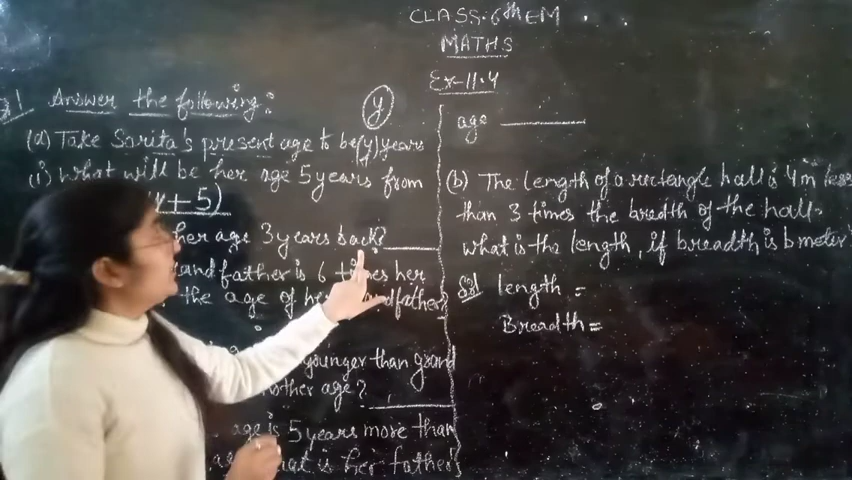 CLASS:6th EM
MATHS
Ex-11.4
Q1 Answer the following:
(a) Take Sarita's present age to be (y) years
y
(i) what will be her age 5 years from
+ 5)
her age 3 years back?
andfather is 6 times her
the age of her grandfather
younger than grand
other age?
age is 5 years more than
what is her father's
age
(b) The length of a rectangle hall is 4 m less
than 3 times the breadth of the hall.
what is the length, if breadth is b meter?
Sol length =
Breadth =